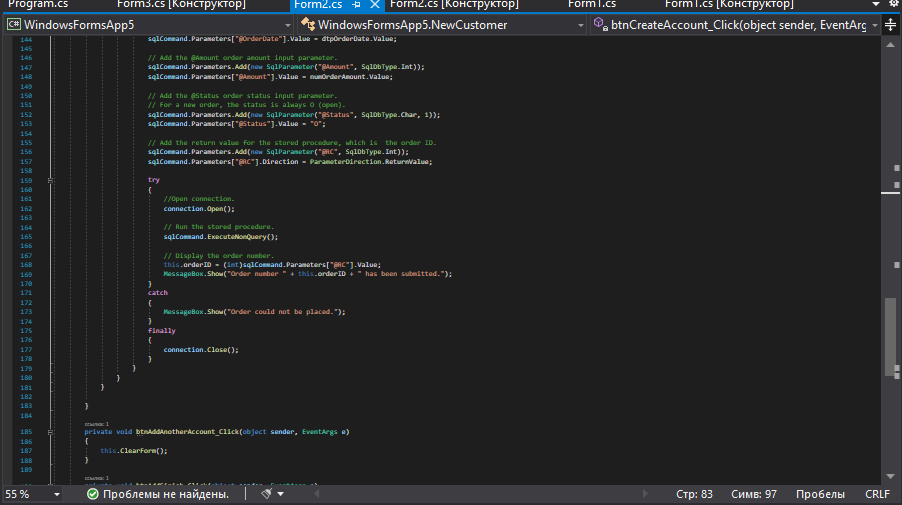 Program.cs Form3.cs [Конструктор] Form2.cs Form2.cs [Конструктор] Form1.cs Form1.cs [Конструктор]
C# WindowsFormsApp5 WindowsFormsApp5.NewCustomer btnCreateAccount_Click(object sender, EventArg
144 sqlCommand.Parameters["@OrderDate"].Value = dtpOrderDate.Value;
145
146 // Add the @Amount order amount input parameter.
147 sqlCommand.Parameters.Add(new SqlParameter("@Amount", SqlDbType.Int));
148 sqlCommand.Parameters["@Amount"].Value = numOrderAmount.Value;
149
150 // Add the @Status order status input parameter.
151 // For a new order, the status is always O (open).
152 sqlCommand.Parameters.Add(new SqlParameter("@Status", SqlDbType.Char, 1));
153 sqlCommand.Parameters["@Status"].Value = "O";
154
155 // Add the return value for the stored procedure, which is  the order ID.
156 sqlCommand.Parameters.Add(new SqlParameter("@RC", SqlDbType.Int));
157 sqlCommand.Parameters["@RC"].Direction = ParameterDirection.ReturnValue;
158
159 try
160 {
161 //Open connection.
162 connection.Open();
163
164 // Run the stored procedure.
165 sqlCommand.ExecuteNonQuery();
166
167 // Display the order number.
168 this.orderID = (int)sqlCommand.Parameters["@RC"].Value;
169 MessageBox.Show("Order number " + this.orderID + " has been submitted.");
170 }
171 catch
172 {
173 MessageBox.Show("Order could not be placed.");
174 }
175 finally
176 {
177 connection.Close();
178 }
179 }
180 }
181 }
182
183 }
184
ссылка: 1
185 private void btnAddAnotherAccount_Click(object sender, EventArgs e)
186 {
187 this.ClearForm();
188 }
189
ссылка: 1
55 % Проблемы не найдены. Стр: 83 Симв: 97 Пробелы CRLF